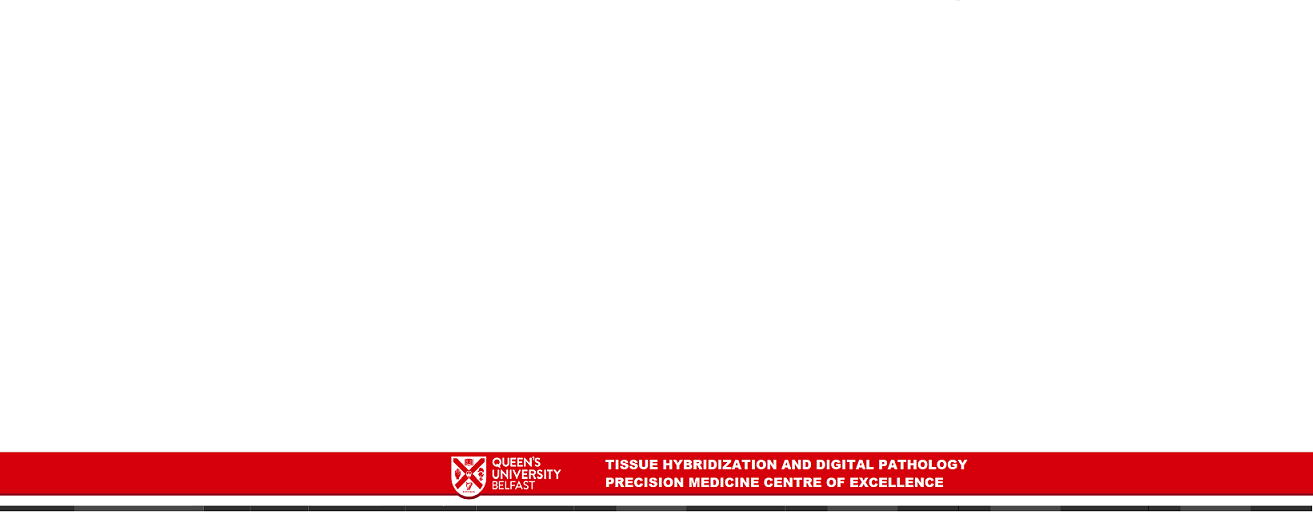 QUEEN'S
UNIVERSITY
BELFAST
TISSUE HYBRIDIZATION AND DIGITAL PATHOLOGY
PRECISION MEDICINE CENTRE OF EXCELLENCE